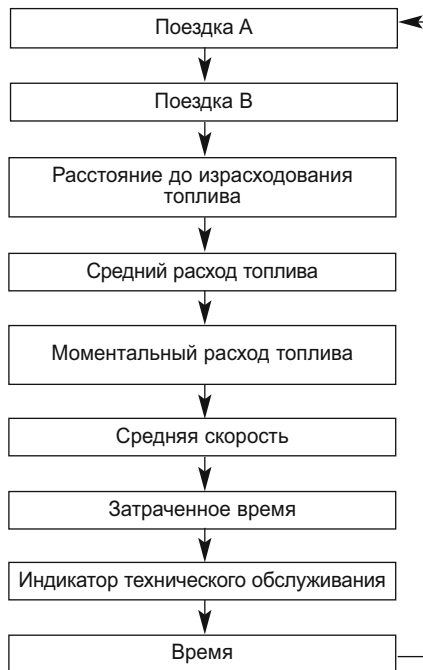 Поездка A
Поездка B
Расстояние до израсходования
топлива
Средний расход топлива
Моментальный расход топлива
Средняя скорость
Затраченное время
Индикатор технического обслуживания
Время